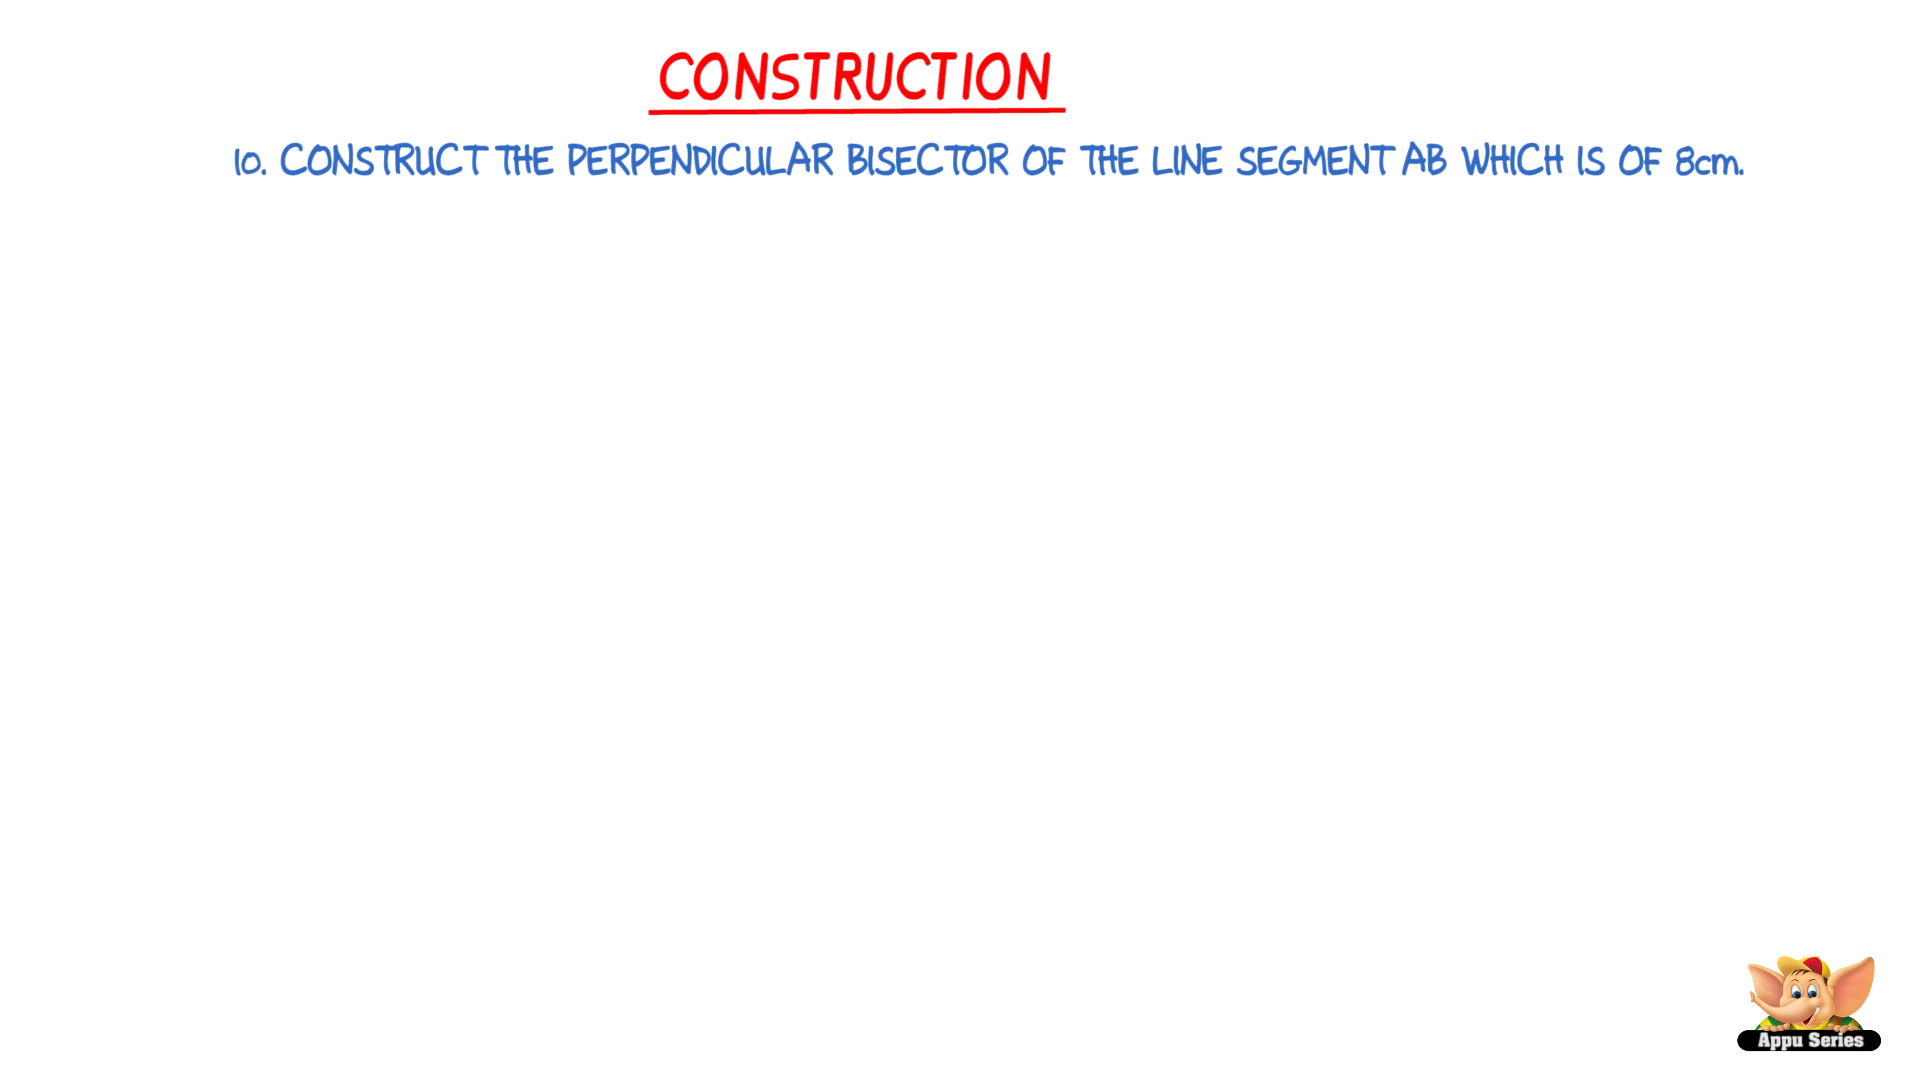 CONSTRUCTION
10. CONSTRUCT THE PERPENDICULAR BISECTOR OF THE LINE SEGMENT AB WHICH IS OF 8cm.
Appu Series